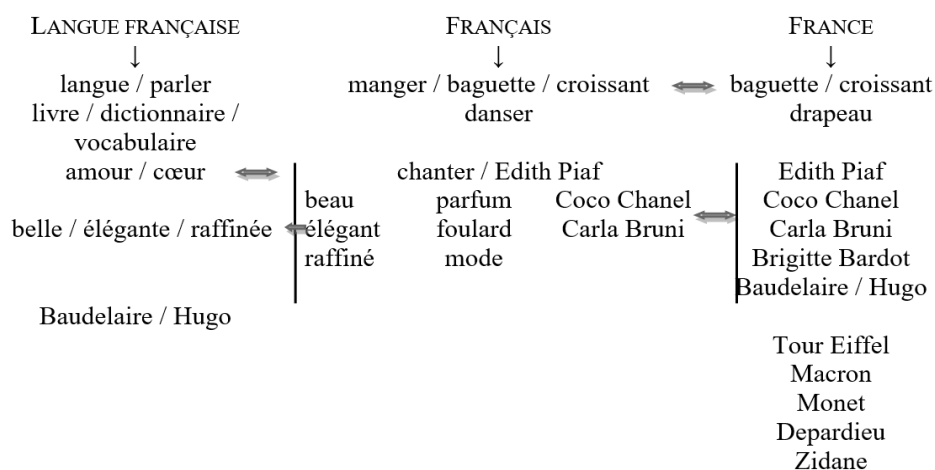 LANGUE FRANÇAISE FRANÇAIS FRANCE
↓ ↓ ↓
langue / parler manger / baguette / croissant baguette / croissant
livre / dictionnaire / danser drapeau
vocabulaire
amour / cœur chanter / Edith Piaf Edith Piaf
beau parfum Coco Chanel Coco Chanel
belle / élégante / raffinée élégant foulard Carla Bruni Carla Bruni
raffiné mode Brigitte Bardot
Baudelaire / Hugo
Baudelaire / Hugo
Tour Eiffel
Macron
Monet
Depardieu
Zidane